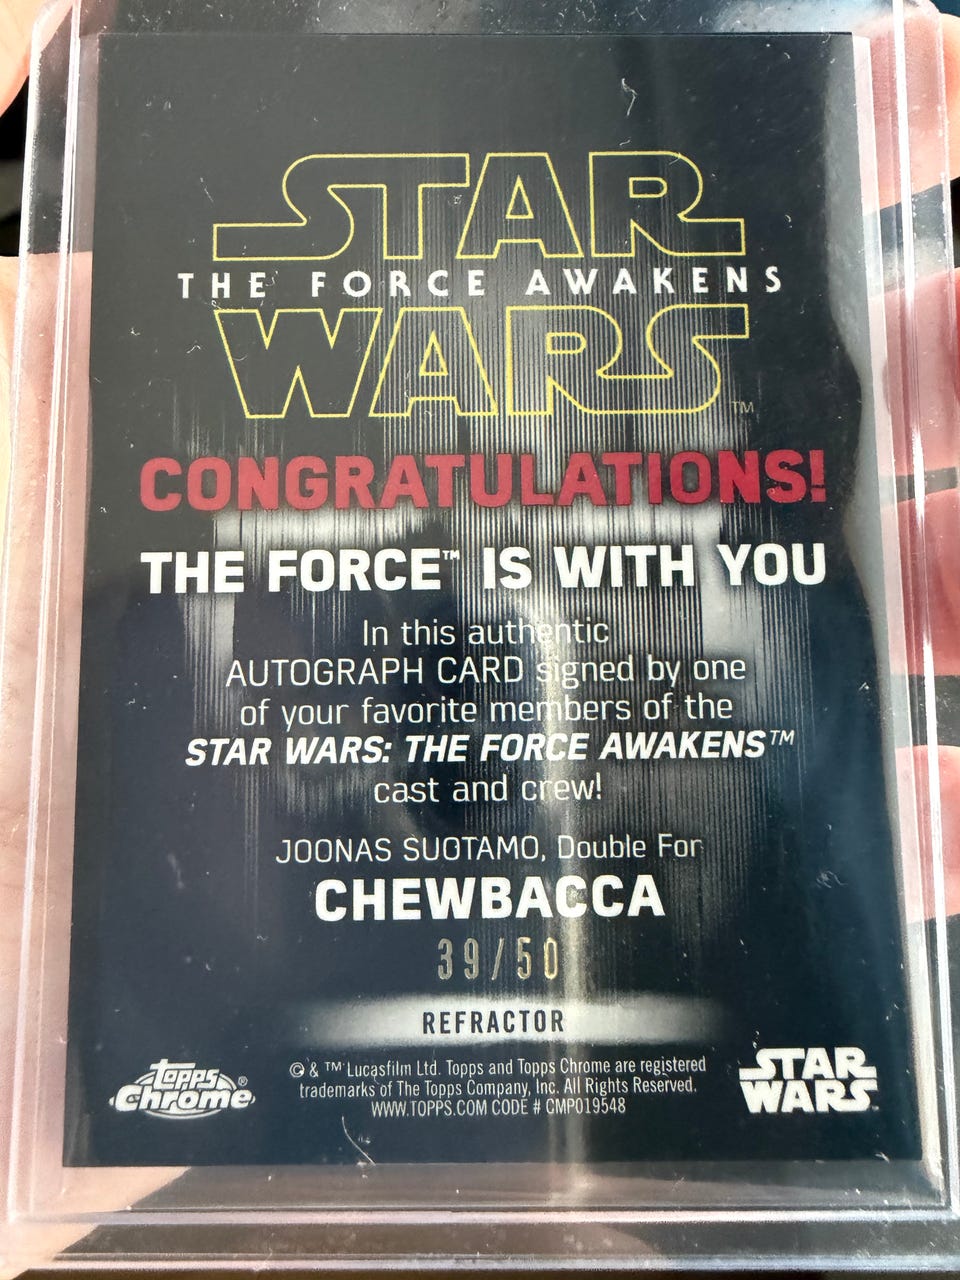 STAR
THE FORCE AWAKENS
WARS™
CONGRATULATIONS!
THE FORCE™ IS WITH YOU
In this authentic
AUTOGRAPH CARD signed by one
of your favorite members of the
STAR WARS: THE FORCE AWAKENS™
cast and crew!
JOONAS SUOTAMO, Double For
CHEWBACCA
39/50
REFRACTOR
© & ™ Lucasfilm Ltd. Topps and Topps Chrome are registered
trademarks of The Topps Company, Inc. All Rights Reserved.
WWW.TOPPS.COM CODE # CMP019548
Topps
Chrome®
STAR
WARS